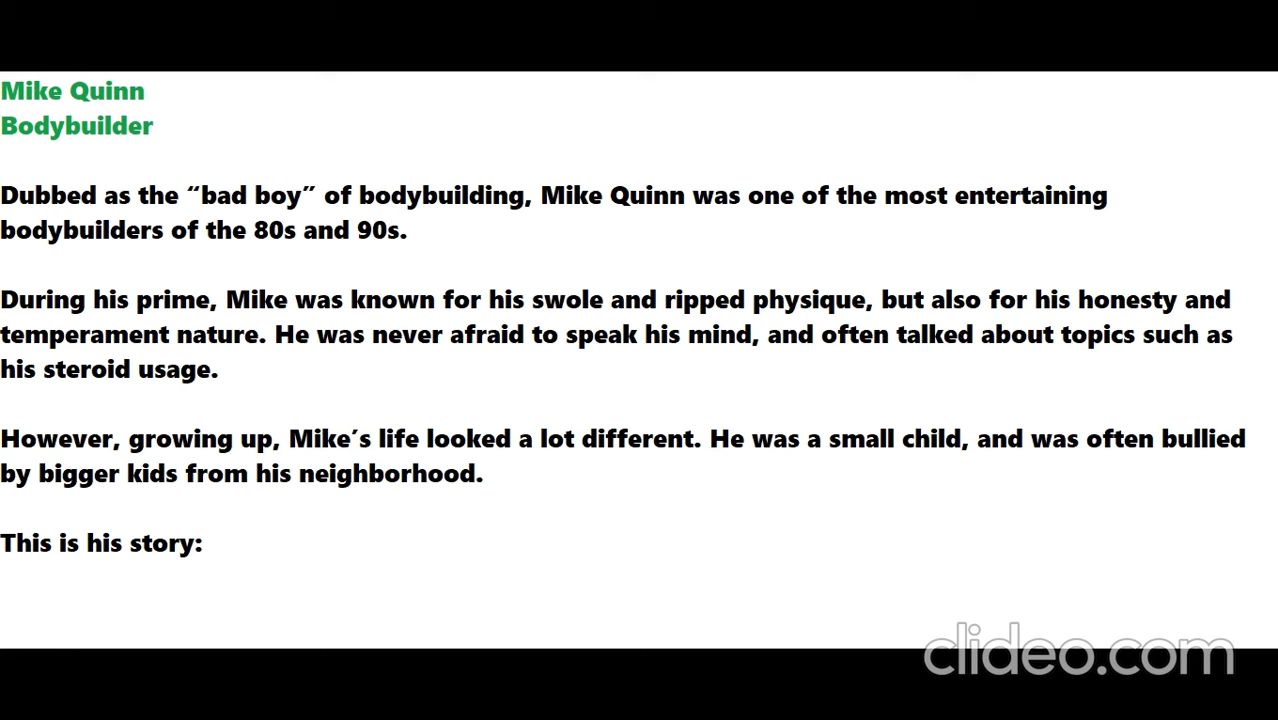 Mike Quinn
Bodybuilder
Dubbed as the “bad boy” of bodybuilding, Mike Quinn was one of the most entertaining
bodybuilders of the 80s and 90s.
During his prime, Mike was known for his swole and ripped physique, but also for his honesty and
temperament nature. He was never afraid to speak his mind, and often talked about topics such as
his steroid usage.
However, growing up, Mike´s life looked a lot different. He was a small child, and was often bullied
by bigger kids from his neighborhood.
This is his story:
clideo.com